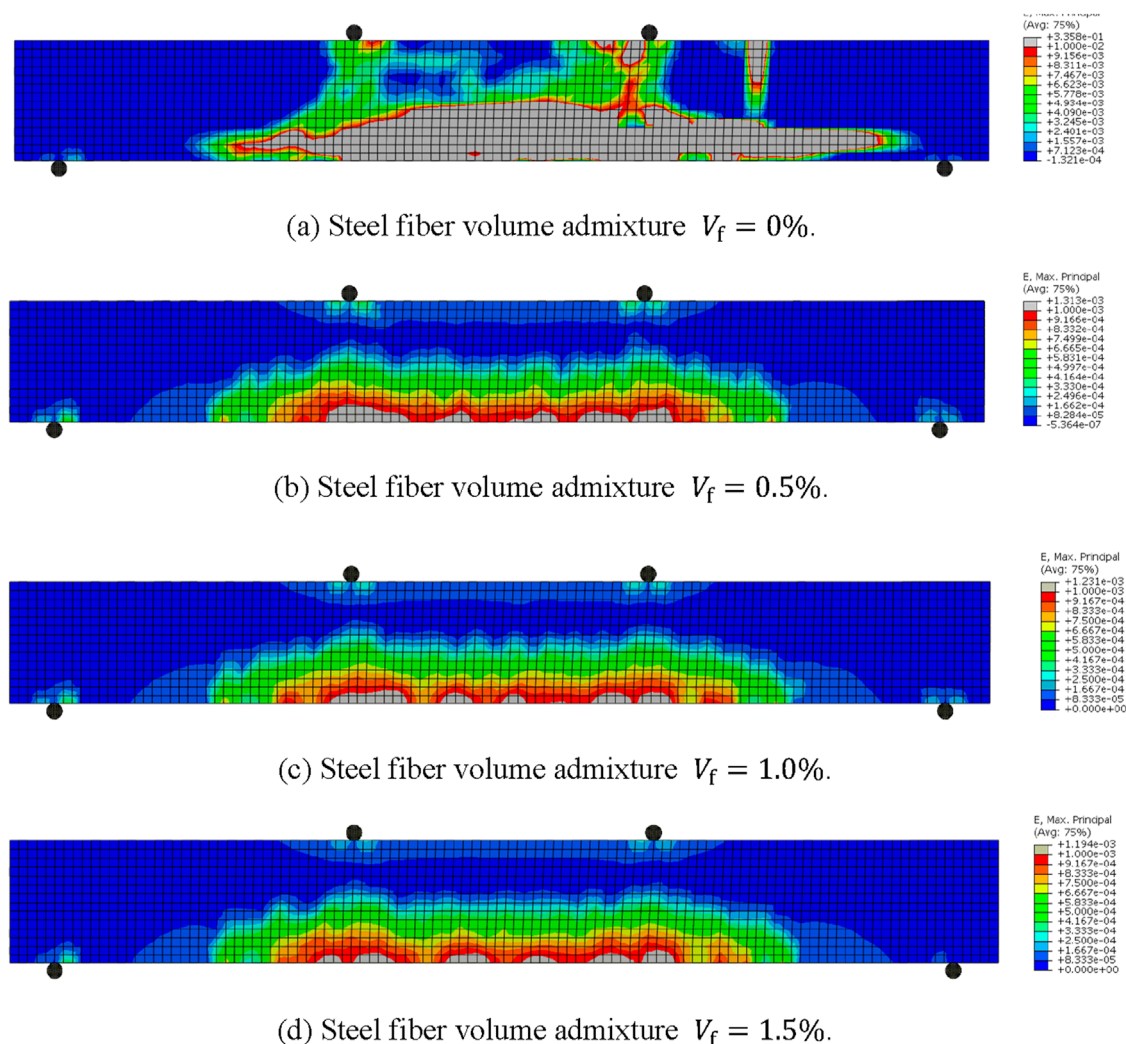 E, Max. Principal
(Avg: 75%)
+3.358e-01
+1.000e-02
+9.156e-03
+8.311e-03
+7.467e-03
+6.623e-03
+5.778e-03
+4.934e-03
+4.090e-03
+3.245e-03
+2.401e-03
+1.557e-03
+7.123e-04
-1.321e-04
(a) Steel fiber volume admixture Vf = 0%.
E, Max. Principal
(Avg: 75%)
+1.313e-03
+1.000e-03
+9.166e-04
+8.332e-04
+7.499e-04
+6.665e-04
+5.831e-04
+4.997e-04
+4.164e-04
+3.330e-04
+2.496e-04
+1.662e-04
+8.284e-05
-5.364e-07
(b) Steel fiber volume admixture Vf = 0.5%.
E, Max. Principal
(Avg: 75%)
+1.231e-03
+1.000e-03
+9.167e-04
+8.333e-04
+7.500e-04
+6.667e-04
+5.833e-04
+5.000e-04
+4.167e-04
+3.333e-04
+2.500e-04
+1.667e-04
+8.333e-05
+0.000e+00
(c) Steel fiber volume admixture Vf = 1.0%.
E, Max. Principal
(Avg: 75%)
+1.194e-03
+1.000e-03
+9.167e-04
+8.333e-04
+7.500e-04
+6.667e-04
+5.833e-04
+5.000e-04
+4.167e-04
+3.333e-04
+2.500e-04
+1.667e-04
+8.333e-05
+0.000e+00
(d) Steel fiber volume admixture Vf = 1.5%.